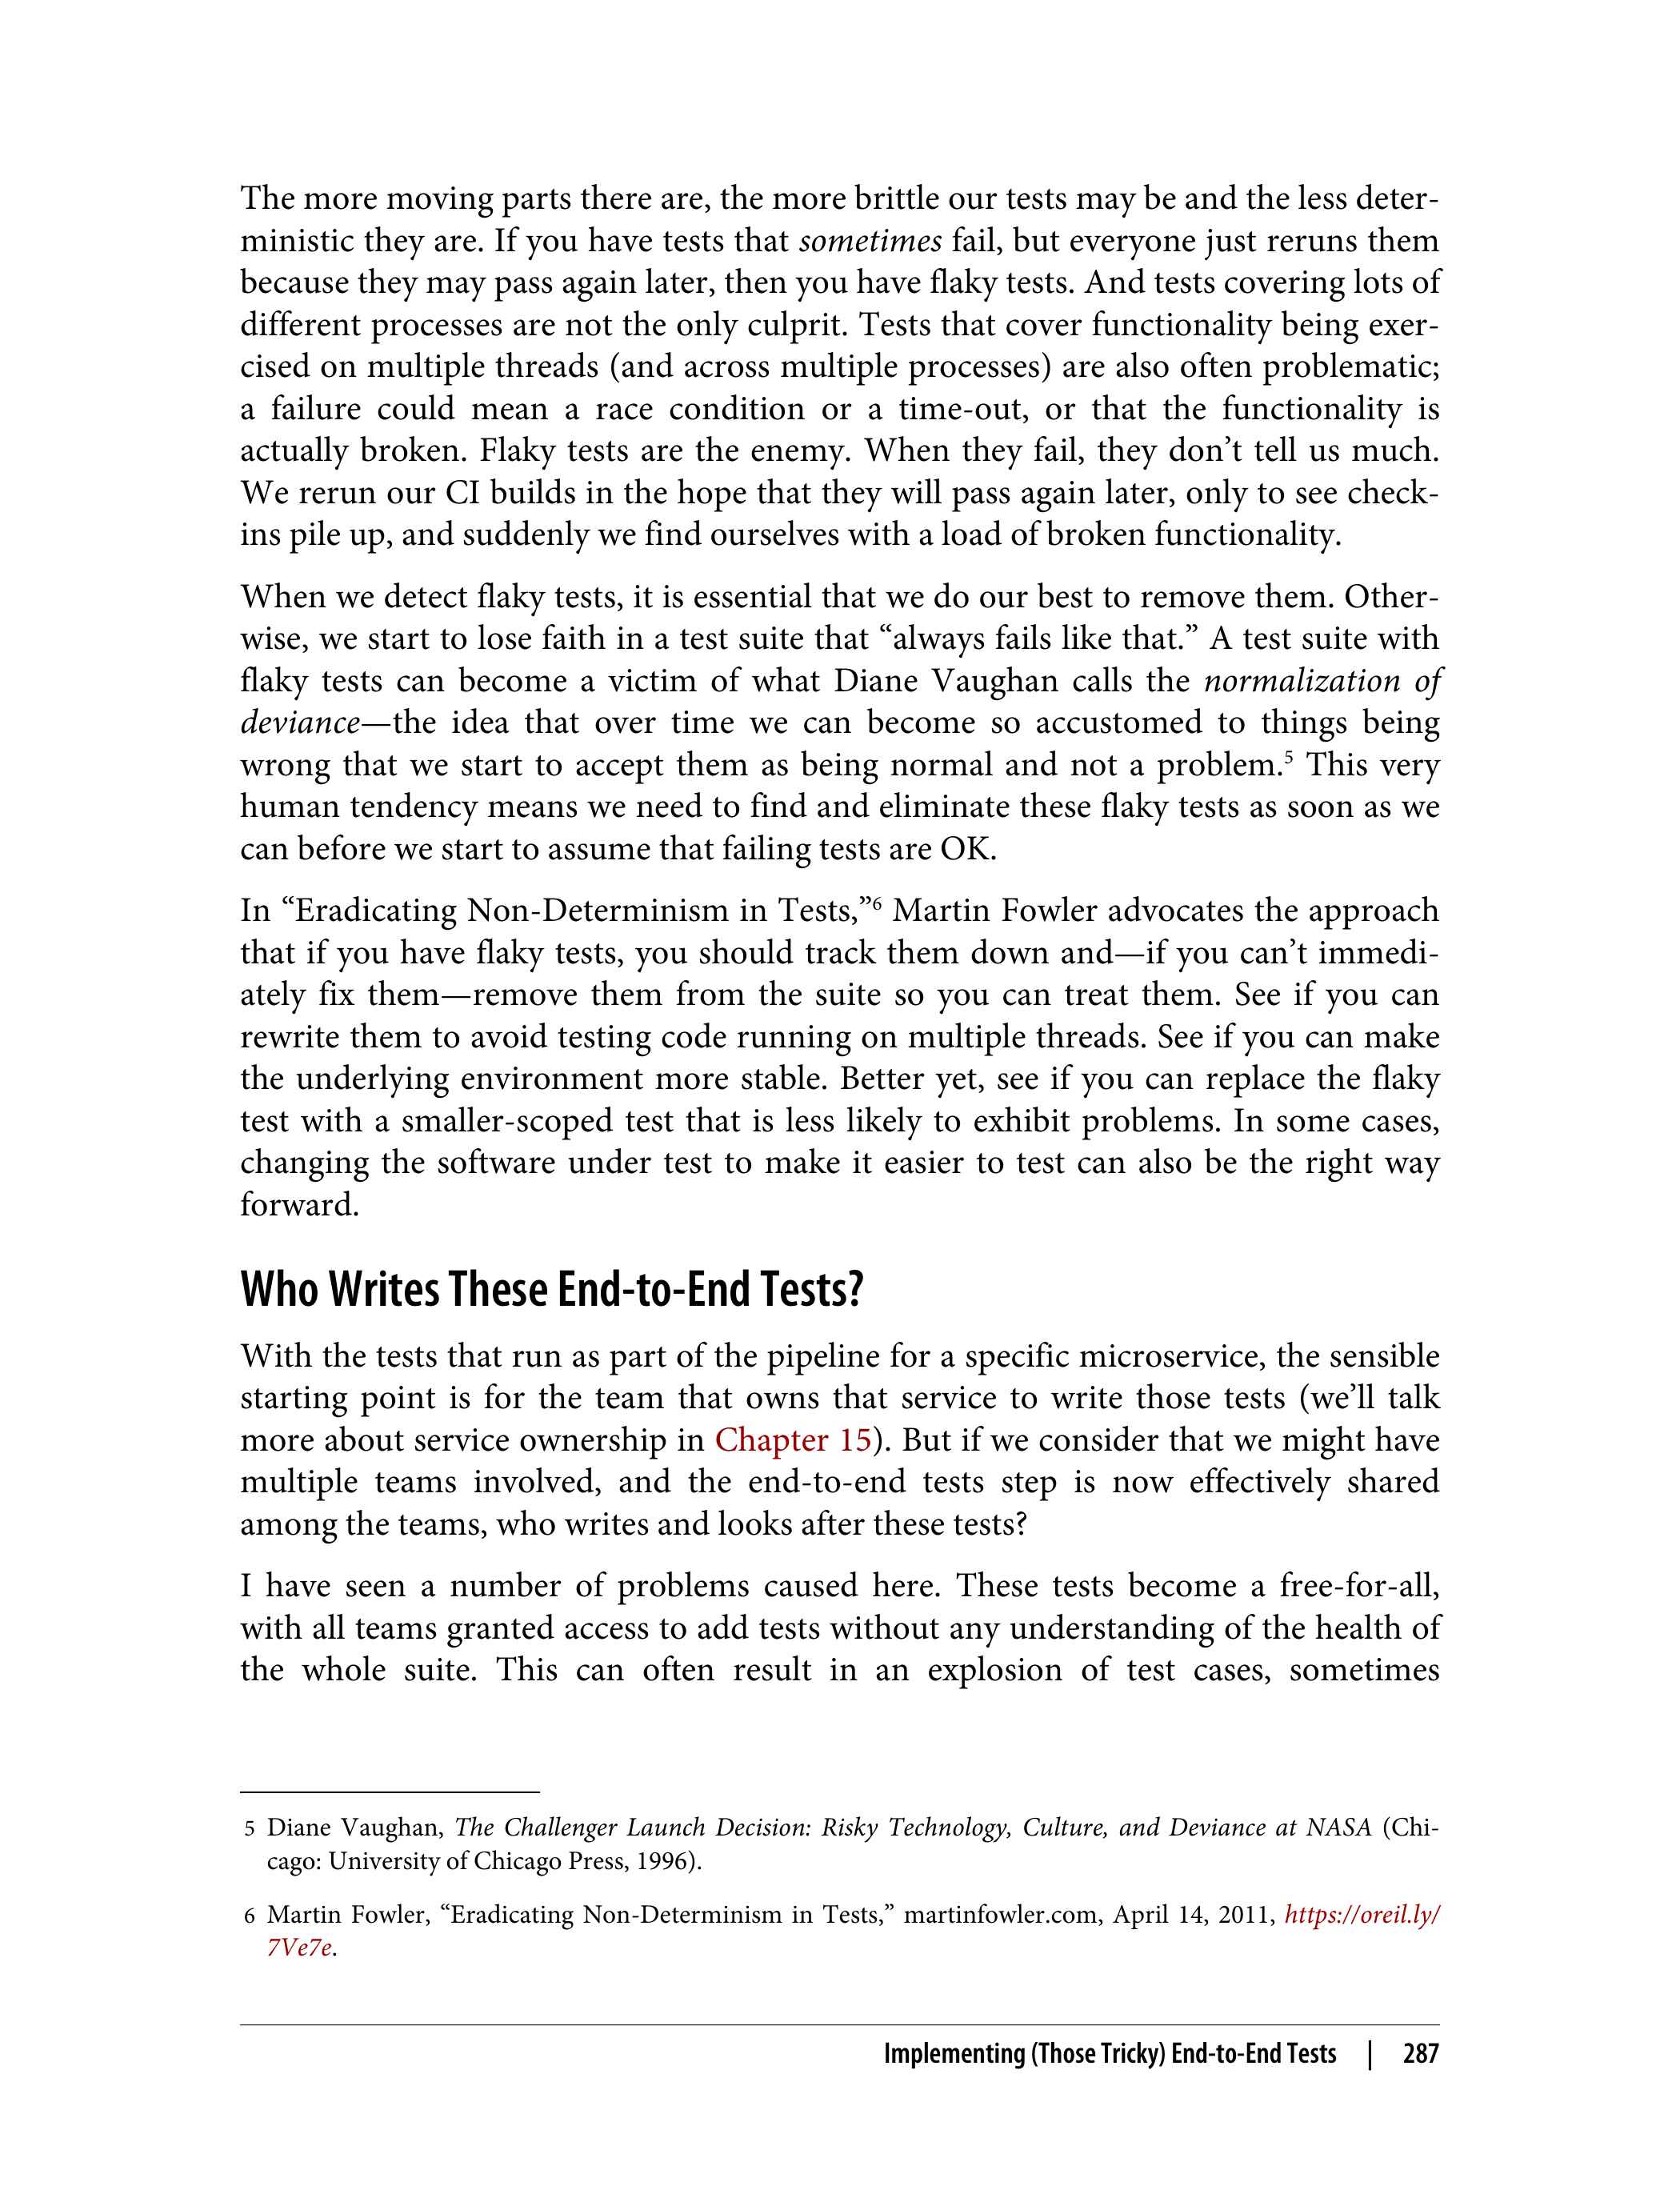 The more moving parts there are, the more brittle our tests may be and the less deter-
ministic they are. If you have tests that sometimes fail, but everyone just reruns them
because they may pass again later, then you have flaky tests. And tests covering lots of
different processes are not the only culprit. Tests that cover functionality being exer-
cised on multiple threads (and across multiple processes) are also often problematic;
a failure could mean a race condition or a time-out, or that the functionality is
actually broken. Flaky tests are the enemy. When they fail, they don’t tell us much.
We rerun our CI builds in the hope that they will pass again later, only to see check-
ins pile up, and suddenly we find ourselves with a load of broken functionality.
When we detect flaky tests, it is essential that we do our best to remove them. Other-
wise, we start to lose faith in a test suite that “always fails like that.” A test suite with
flaky tests can become a victim of what Diane Vaughan calls the normalization of
deviance—the idea that over time we can become so accustomed to things being
wrong that we start to accept them as being normal and not a problem.5 This very
human tendency means we need to find and eliminate these flaky tests as soon as we
can before we start to assume that failing tests are OK.
In “Eradicating Non-Determinism in Tests,”6 Martin Fowler advocates the approach
that if you have flaky tests, you should track them down and—if you can’t immedi-
ately fix them—remove them from the suite so you can treat them. See if you can
rewrite them to avoid testing code running on multiple threads. See if you can make
the underlying environment more stable. Better yet, see if you can replace the flaky
test with a smaller-scoped test that is less likely to exhibit problems. In some cases,
changing the software under test to make it easier to test can also be the right way
forward.
Who Writes These End-to-End Tests?
With the tests that run as part of the pipeline for a specific microservice, the sensible
starting point is for the team that owns that service to write those tests (we’ll talk
more about service ownership in Chapter 15). But if we consider that we might have
multiple teams involved, and the end-to-end tests step is now effectively shared
among the teams, who writes and looks after these tests?
I have seen a number of problems caused here. These tests become a free-for-all,
with all teams granted access to add tests without any understanding of the health of
the whole suite. This can often result in an explosion of test cases, sometimes
5 Diane Vaughan, The Challenger Launch Decision: Risky Technology, Culture, and Deviance at NASA (Chi-
cago: University of Chicago Press, 1996).
6 Martin Fowler, “Eradicating Non-Determinism in Tests,” martinfowler.com, April 14, 2011, https://oreil.ly/
7Ve7e.
Implementing (Those Tricky) End-to-End Tests | 287